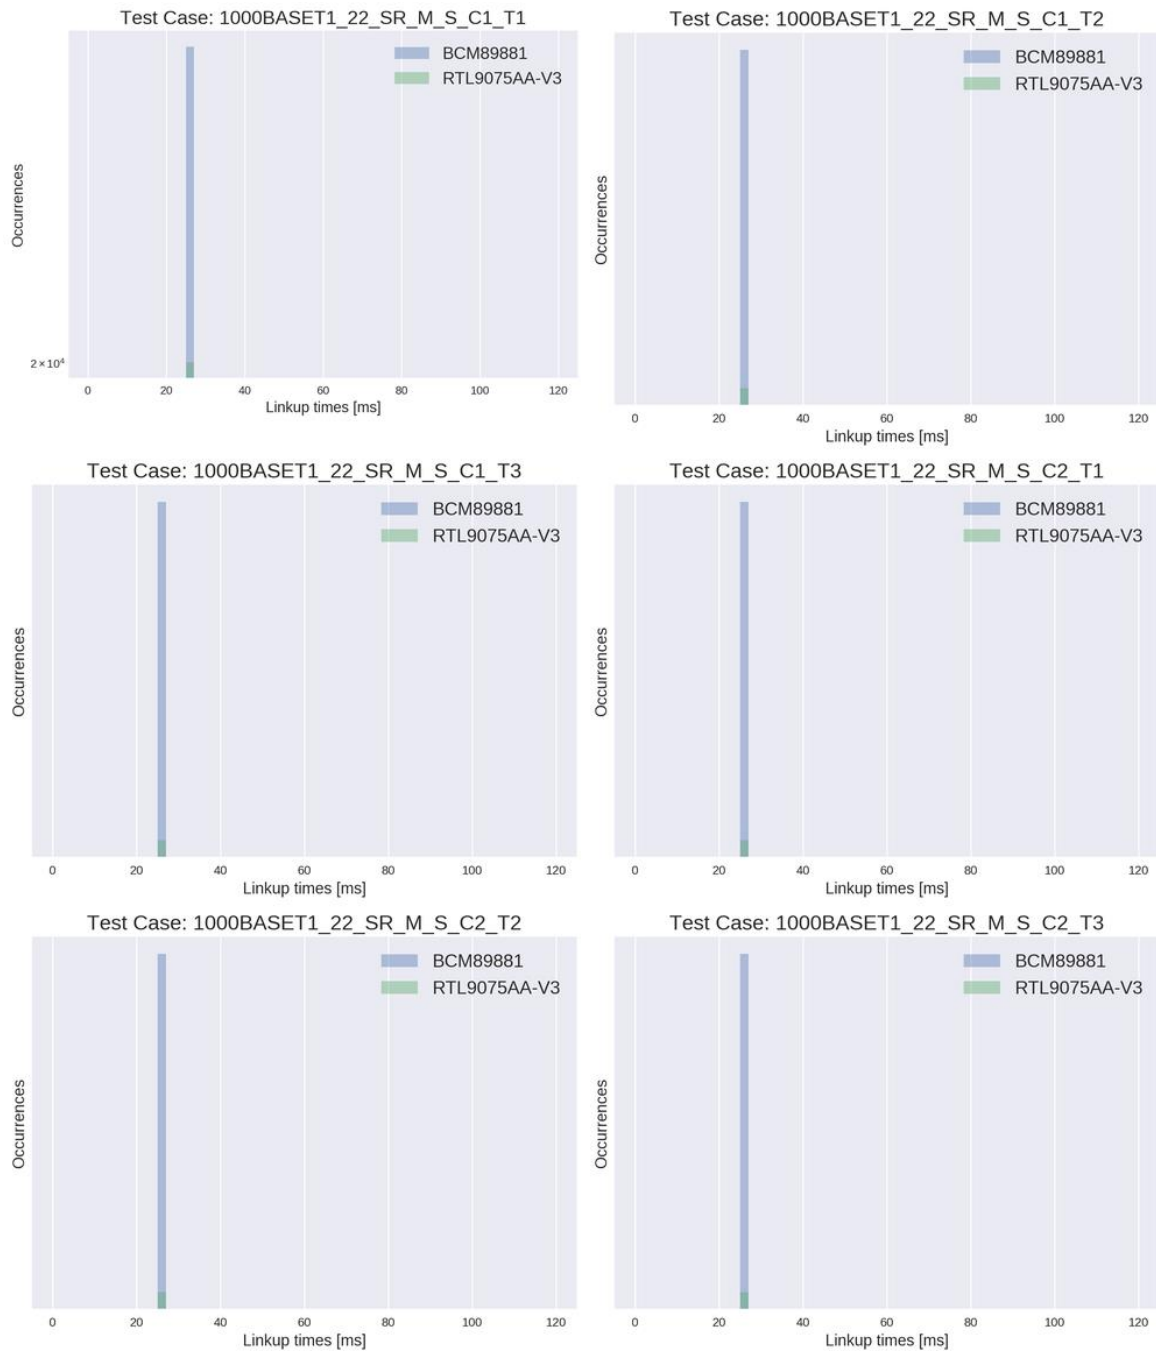 Test Case: 1000BASET1_22_SR_M_S_C1_T1
BCM89881
RTL9075AA-V3
Occurrences
2×10⁴
0 20 40 60 80 100 120
Linkup times [ms]
Test Case: 1000BASET1_22_SR_M_S_C1_T2
BCM89881
RTL9075AA-V3
Occurrences
0 20 40 60 80 100 120
Linkup times [ms]
Test Case: 1000BASET1_22_SR_M_S_C1_T3
BCM89881
RTL9075AA-V3
Occurrences
0 20 40 60 80 100 120
Linkup times [ms]
Test Case: 1000BASET1_22_SR_M_S_C2_T1
BCM89881
RTL9075AA-V3
Occurrences
0 20 40 60 80 100 120
Linkup times [ms]
Test Case: 1000BASET1_22_SR_M_S_C2_T2
BCM89881
RTL9075AA-V3
Occurrences
0 20 40 60 80 100 120
Linkup times [ms]
Test Case: 1000BASET1_22_SR_M_S_C2_T3
BCM89881
RTL9075AA-V3
Occurrences
0 20 40 60 80 100 120
Linkup times [ms]